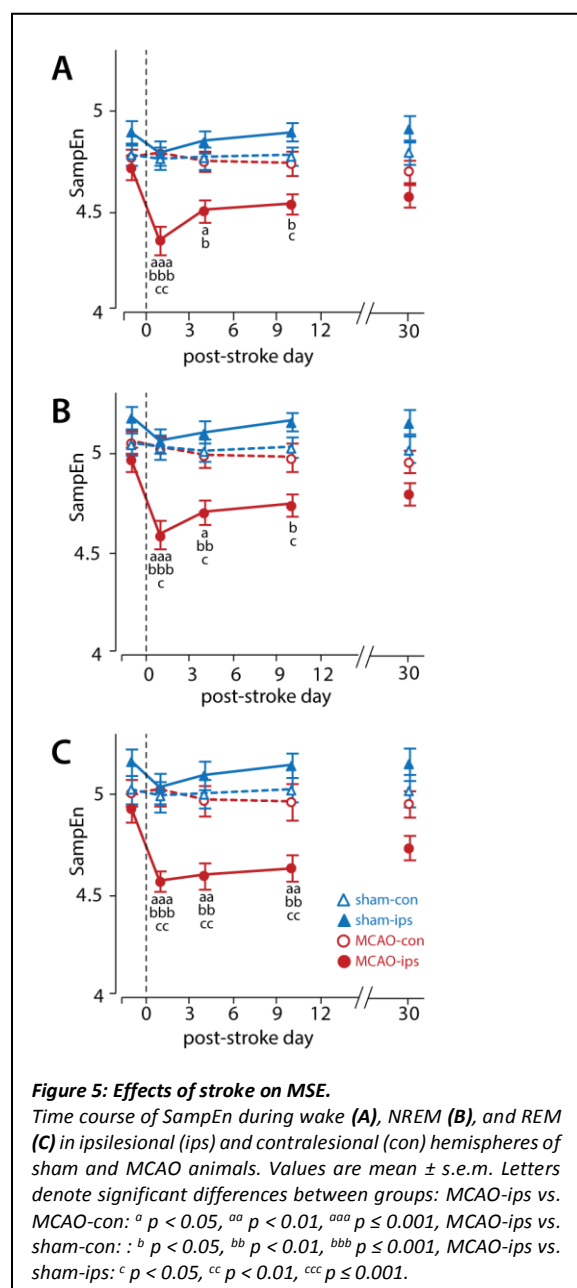 A
5
SampEn
4.5
aaa
bbb
cc
a
b
b
c
4
0 3 6 9 12 30
post-stroke day
B
5
SampEn
4.5
aaa
bbb
c
a
bb
c
b
c
4
0 3 6 9 12 30
post-stroke day
C
5
SampEn
4.5
aaa
bbb
cc
aa
bb
cc
aa
bb
cc
sham-con
sham-ips
MCAO-con
MCAO-ips
4
0 3 6 9 12 30
post-stroke day
Figure 5: Effects of stroke on MSE.
Time course of SampEn during wake (A), NREM (B), and REM
(C) in ipsilesional (ips) and contralesional (con) hemispheres of
sham and MCAO animals. Values are mean ± s.e.m. Letters
denote significant differences between groups: MCAO-ips vs.
MCAO-con: a p < 0.05, aa p < 0.01, aaa p ≤ 0.001, MCAO-ips vs.
sham-con: : b p < 0.05, bb p < 0.01, bbb p ≤ 0.001, MCAO-ips vs.
sham-ips: c p < 0.05, cc p < 0.01, ccc p ≤ 0.001.